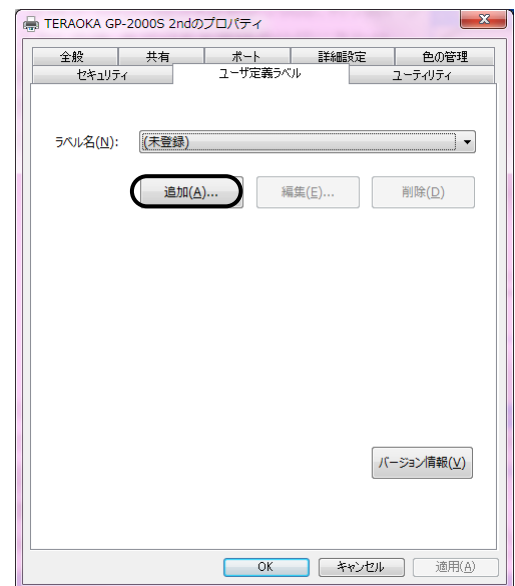 TERAOKA GP-2000S 2ndのプロパティ
全般 共有 ポート 詳細設定 色の管理
セキュリティ ユーザ定義ラベル ユーティリティ
ラベル名(N): (未登録)
追加(A)... 編集(E)... 削除(D)
バージョン情報(V)
OK キャンセル 適用(A)